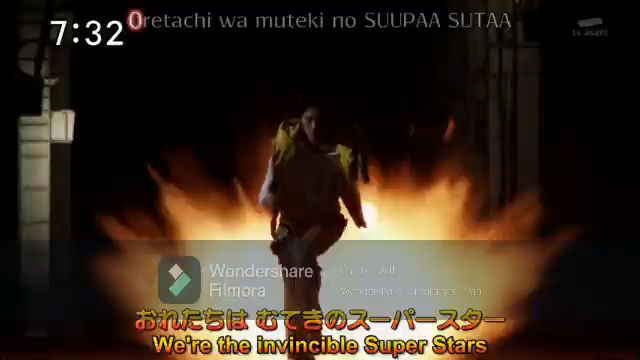 7:32
Oretachi wa muteki no SUUPAA SUTAA
tv asahi
Wondershare
Filmora
おれたちは むてきのスーパースター
We're the invincible Super Stars